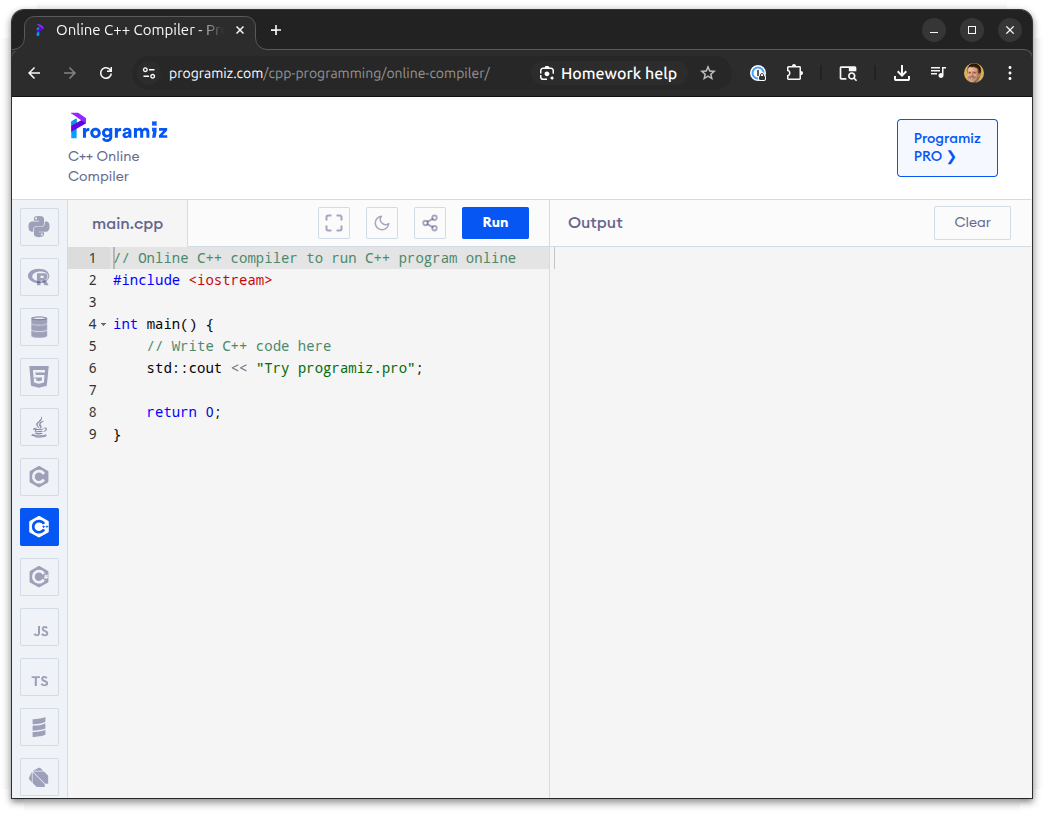 Online C++ Compiler - Pr
programiz.com/cpp-programming/online-compiler/
Homework help
Programiz
C++ Online
Compiler
Programiz
PRO ❯
main.cpp
Run
Output
Clear
1 // Online C++ compiler to run C++ program online
2 #include <iostream>
3
4 int main() {
5     // Write C++ code here
6     std::cout << "Try programiz.pro";
7
8     return 0;
9 }
R
5
C
C+
C
JS
TS